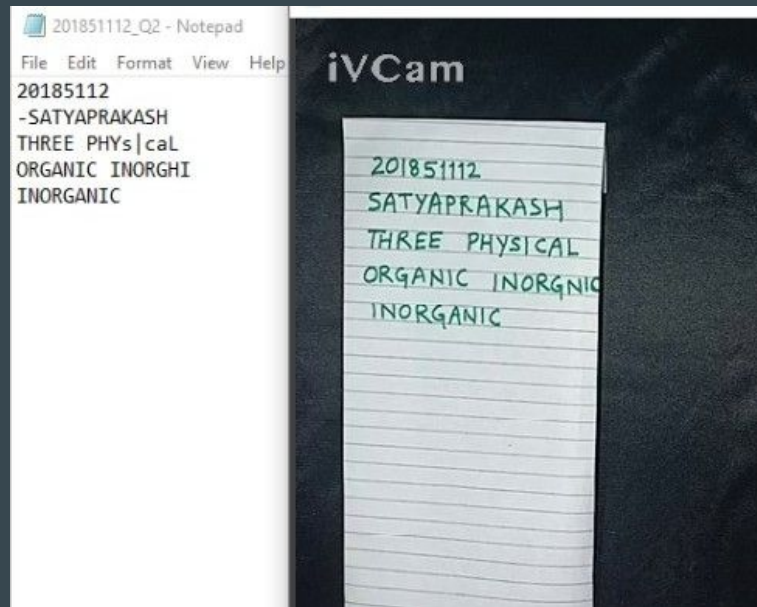 201851112_Q2 - Notepad
File Edit Format View Help
20185112
-SATYAPRAKASH
THREE PHYs|caL
ORGANIC INORGHI
INORGANIC
iVCam
201851112
SATYAPRAKASH
THREE PHYSICAL
ORGANIC INORGNIC
INORGANIC